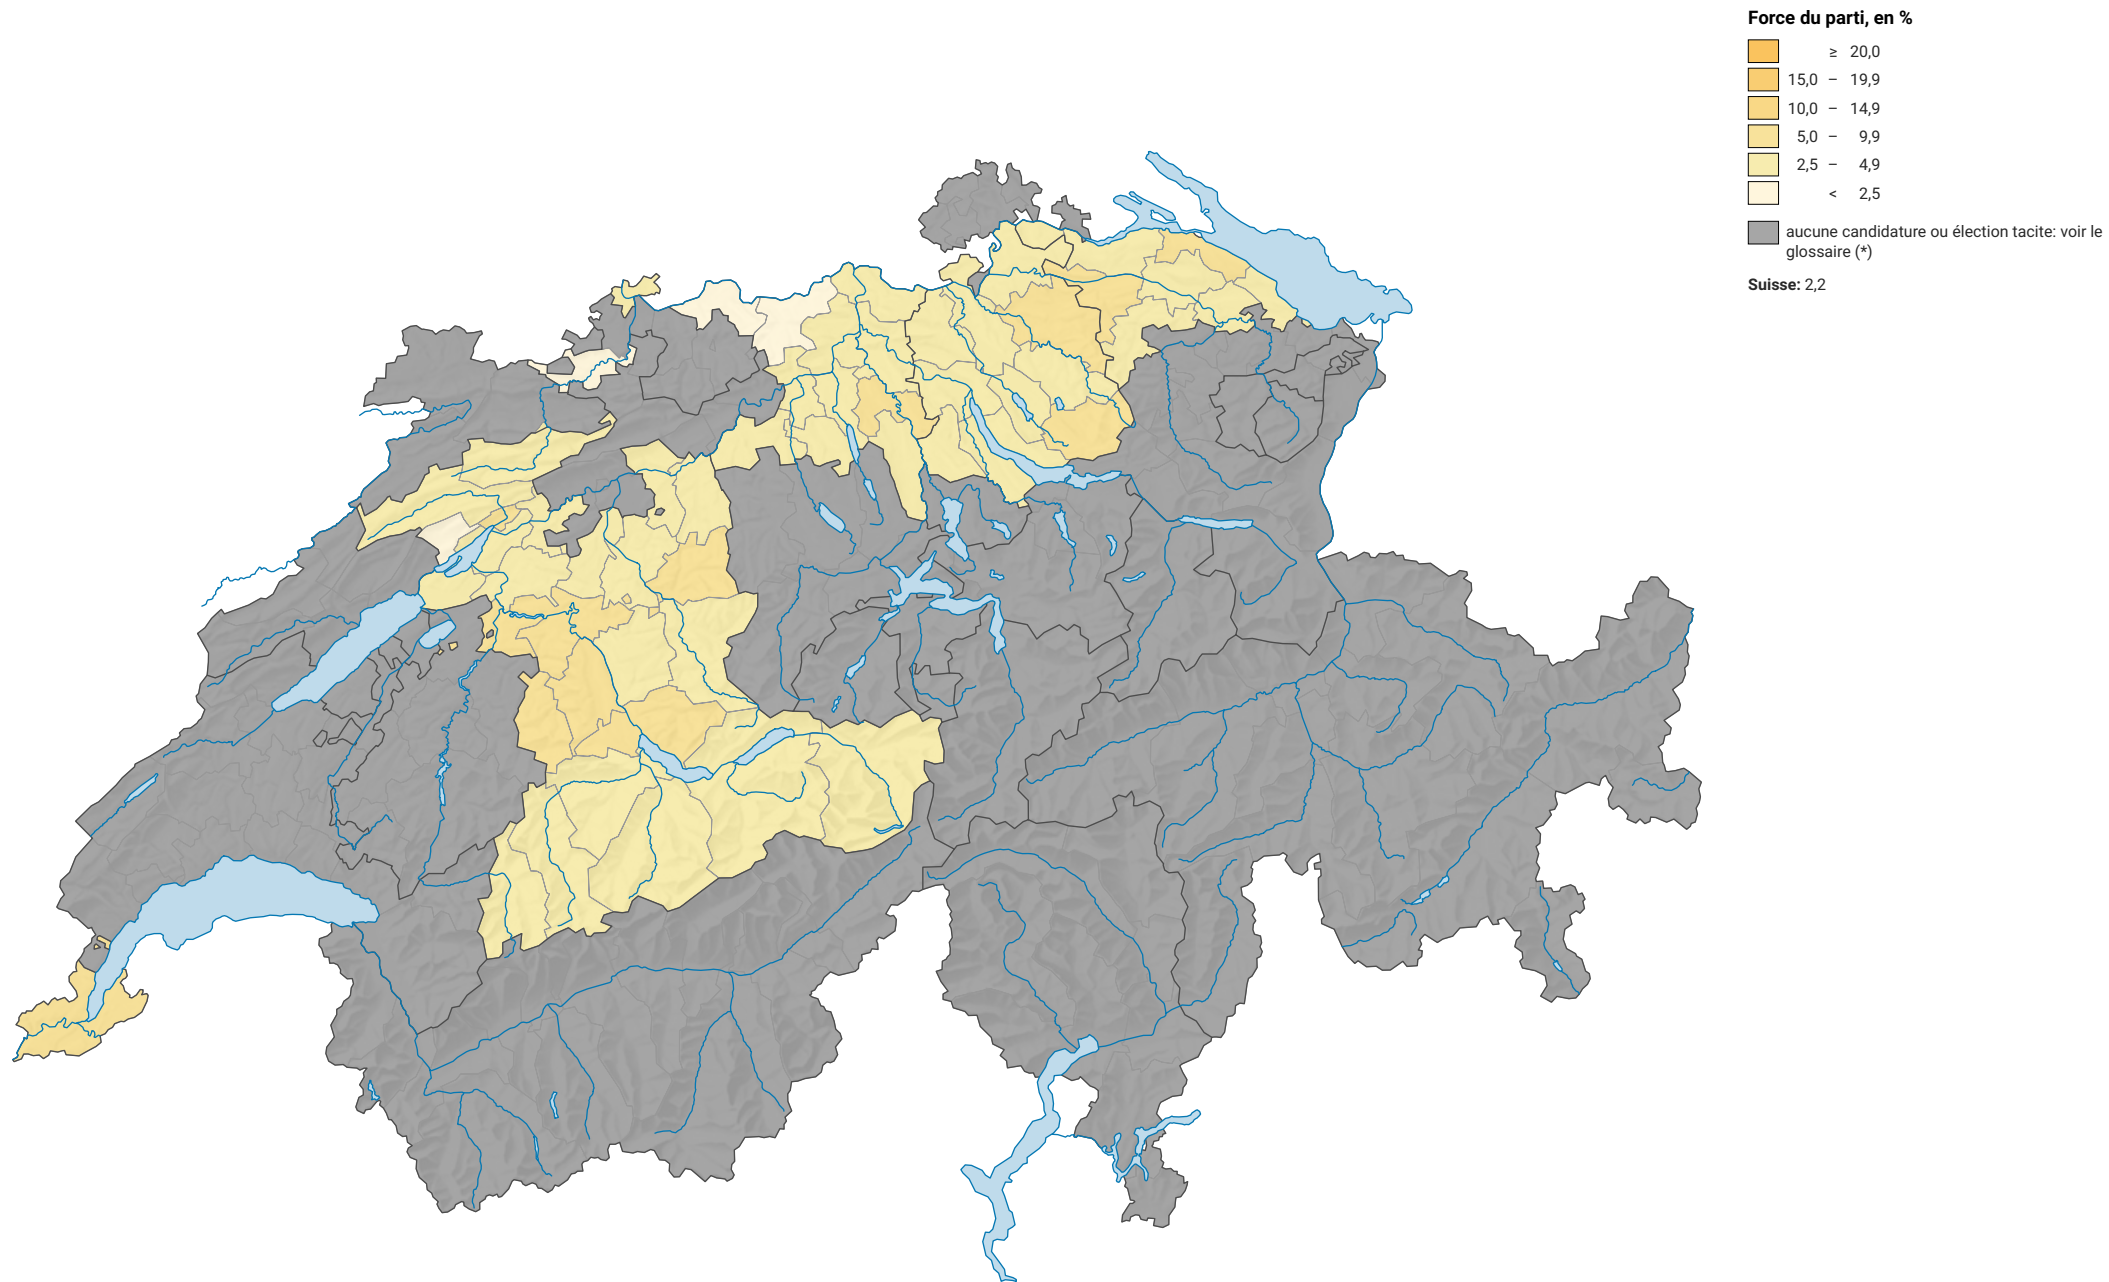 Force du parti, en %
≥ 20,0
15,0 – 19,9
10,0 – 14,9
5,0 – 9,9
2,5 – 4,9
< 2,5
aucune candidature ou élection tacite: voir le
glossaire (*)
Suisse: 2,2